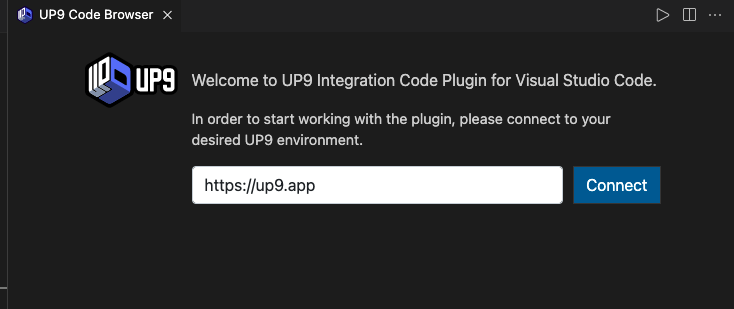 UP9 Code Browser
UP9
Welcome to UP9 Integration Code Plugin for Visual Studio Code.
In order to start working with the plugin, please connect to your
desired UP9 environment.
https://up9.app
Connect